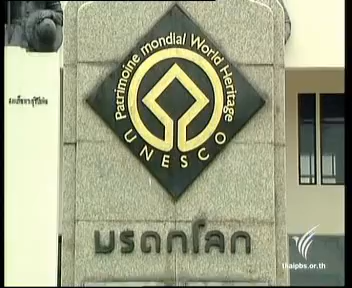 Patrimoine mondial World Heritage
UNESCO
มรดกโลก
thaipbs.or.th